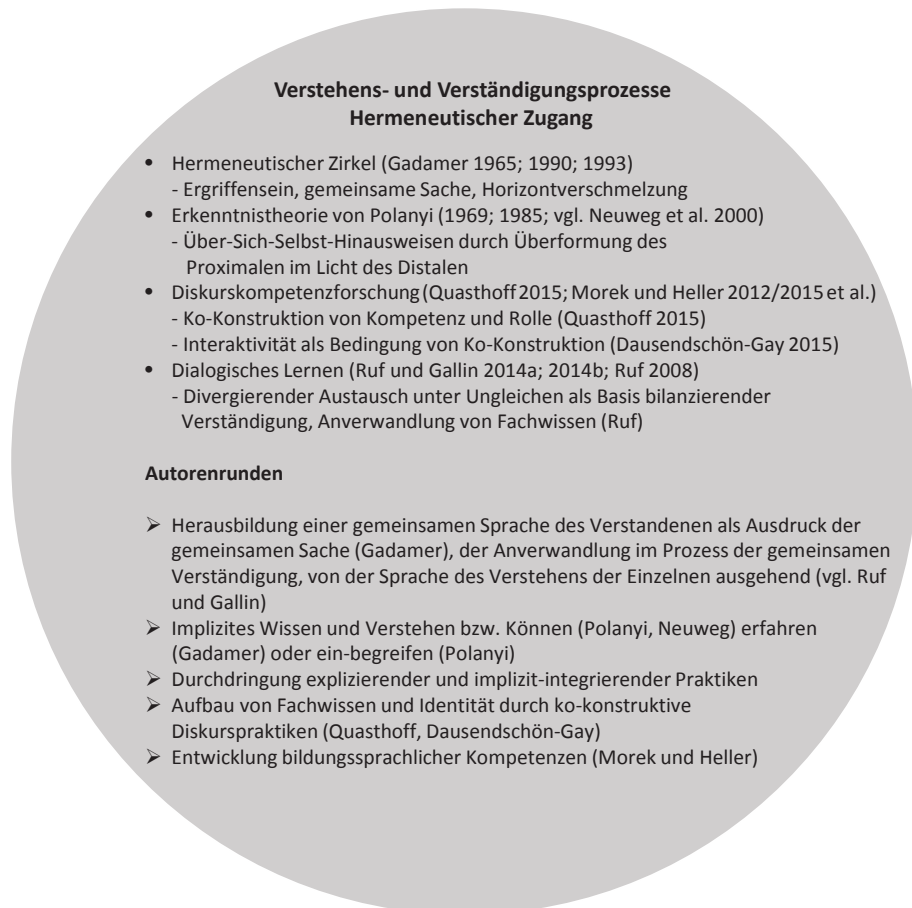 Verstehens- und Verständigungsprozesse
Hermeneutischer Zugang
• Hermeneutischer Zirkel (Gadamer 1965; 1990; 1993)
- Ergriffensein, gemeinsame Sache, Horizontverschmelzung
• Erkenntnistheorie von Polanyi (1969; 1985; vgl. Neuweg et al. 2000)
- Über-Sich-Selbst-Hinausweisen durch Überformung des
Proximalen im Licht des Distalen
• Diskurskompetenzforschung (Quasthoff 2015; Morek und Heller 2012/2015 et al.)
- Ko-Konstruktion von Kompetenz und Rolle (Quasthoff 2015)
- Interaktivität als Bedingung von Ko-Konstruktion (Dausendschön-Gay 2015)
• Dialogisches Lernen (Ruf und Gallin 2014a; 2014b; Ruf 2008)
- Divergierender Austausch unter Ungleichen als Basis bilanzierender
Verständigung, Anverwandlung von Fachwissen (Ruf)
Autorenrunden
➢ Herausbildung einer gemeinsamen Sprache des Verstandenen als Ausdruck der
gemeinsamen Sache (Gadamer), der Anverwandlung im Prozess der gemeinsamen
Verständigung, von der Sprache des Verstehens der Einzelnen ausgehend (vgl. Ruf
und Gallin)
➢ Implizites Wissen und Verstehen bzw. Können (Polanyi, Neuweg) erfahren
(Gadamer) oder ein-begreifen (Polanyi)
➢ Durchdringung explizierender und implizit-integrierender Praktiken
➢ Aufbau von Fachwissen und Identität durch ko-konstruktive
Diskurspraktiken (Quasthoff, Dausendschön-Gay)
➢ Entwicklung bildungssprachlicher Kompetenzen (Morek und Heller)